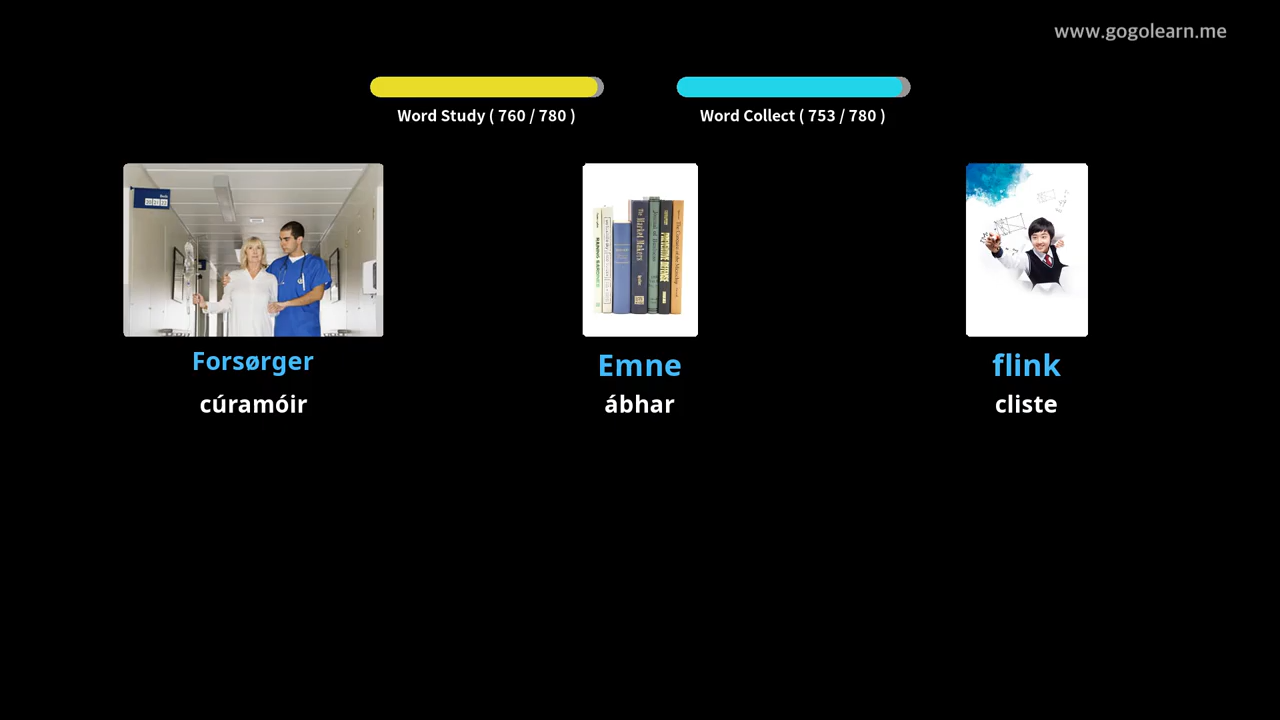 www.gogolearn.me
Word Study ( 760 / 780 )
Word Collect ( 753 / 780 )
Forsørger
Emne
flink
cúramóir
ábhar
cliste